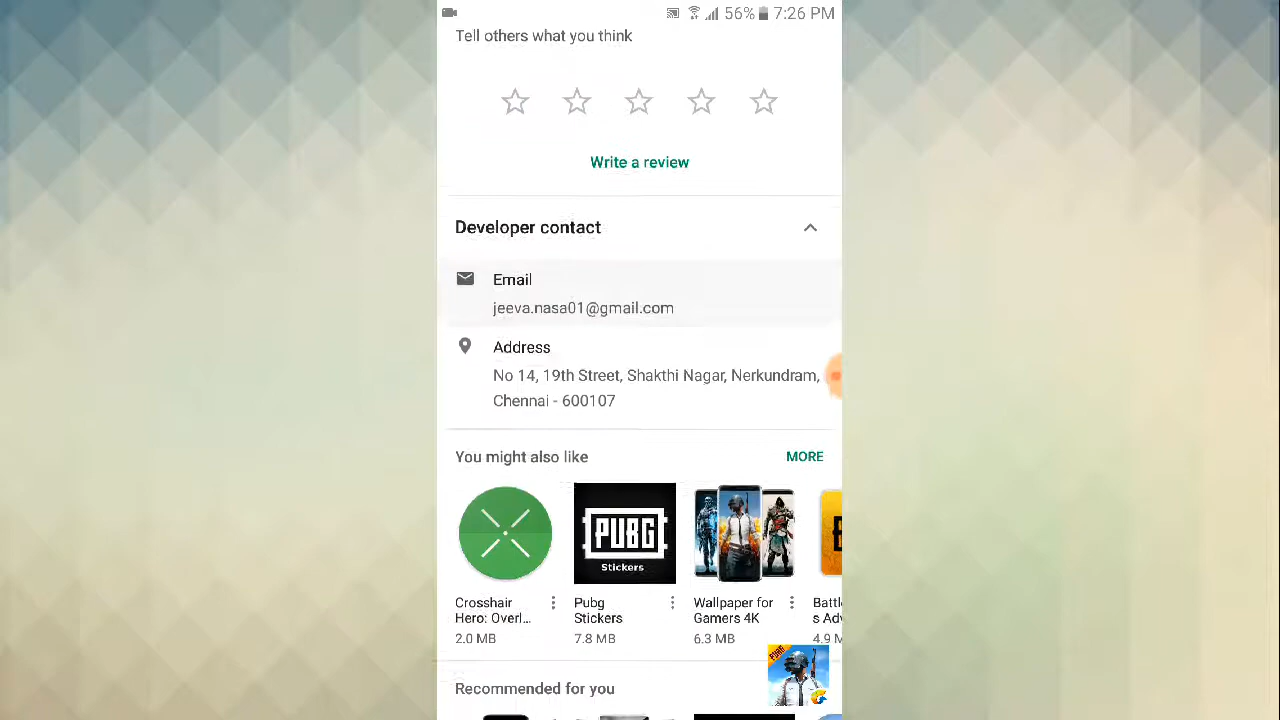 56% 7:26 PM
Tell others what you think
Write a review
Developer contact
Email
jeeva.nasa01@gmail.com
Address
No 14, 19th Street, Shakthi Nagar, Nerkundram,
Chennai - 600107
You might also like MORE
PUBG
Stickers
Crosshair
Hero: Overl...
2.0 MB
Pubg
Stickers
7.8 MB
Wallpaper for
Gamers 4K
6.3 MB
Battl
s Adv
4.9 M
PUBG
Recommended for you